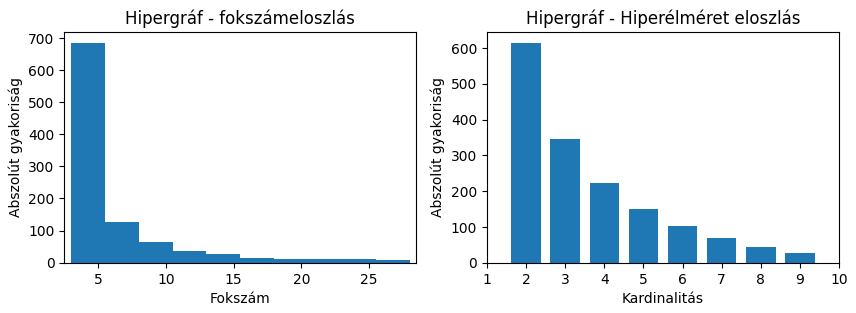 Hipergráf - fokszámeloszlás
Abszolút gyakoriság
700
600
500
400
300
200
100
0
5 10 15 20 25
Fokszám
Hipergráf - Hiperélméret eloszlás
Abszolút gyakoriság
600
500
400
300
200
100
0
1 2 3 4 5 6 7 8 9 10
Kardinalitás